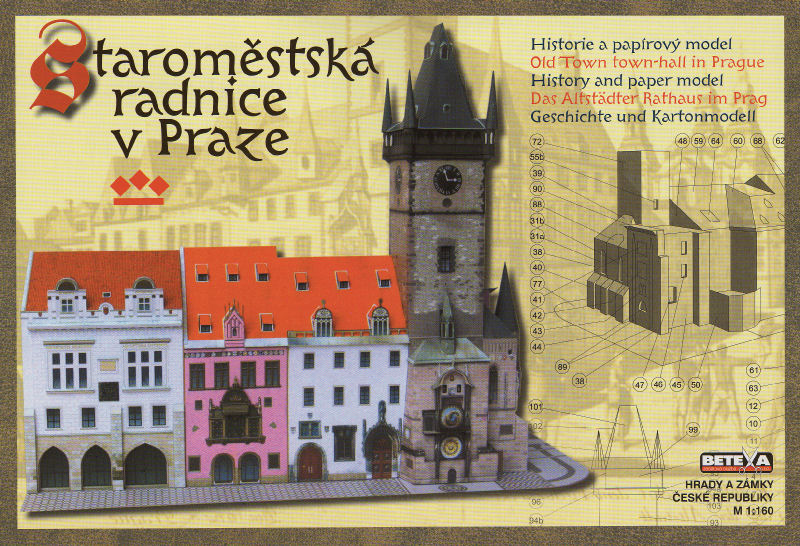 Staroměstská
radnice
v Praze
Historie a papírový model
Old Town town-hall in Prague
History and paper model
Das Altstädter Rathaus im Prag
Geschichte und Kartonmodell
72
48
59
64
60
68
62
55b
39
90
88
31b
31a
38
40
77
41
42
43
44
89
38
47
46
45
50
61
63
12
10
101
102
99
96
94b
103
93
BETEXA
HRADY A ZÁMKY
ČESKÉ REPUBLIKY
M 1:160